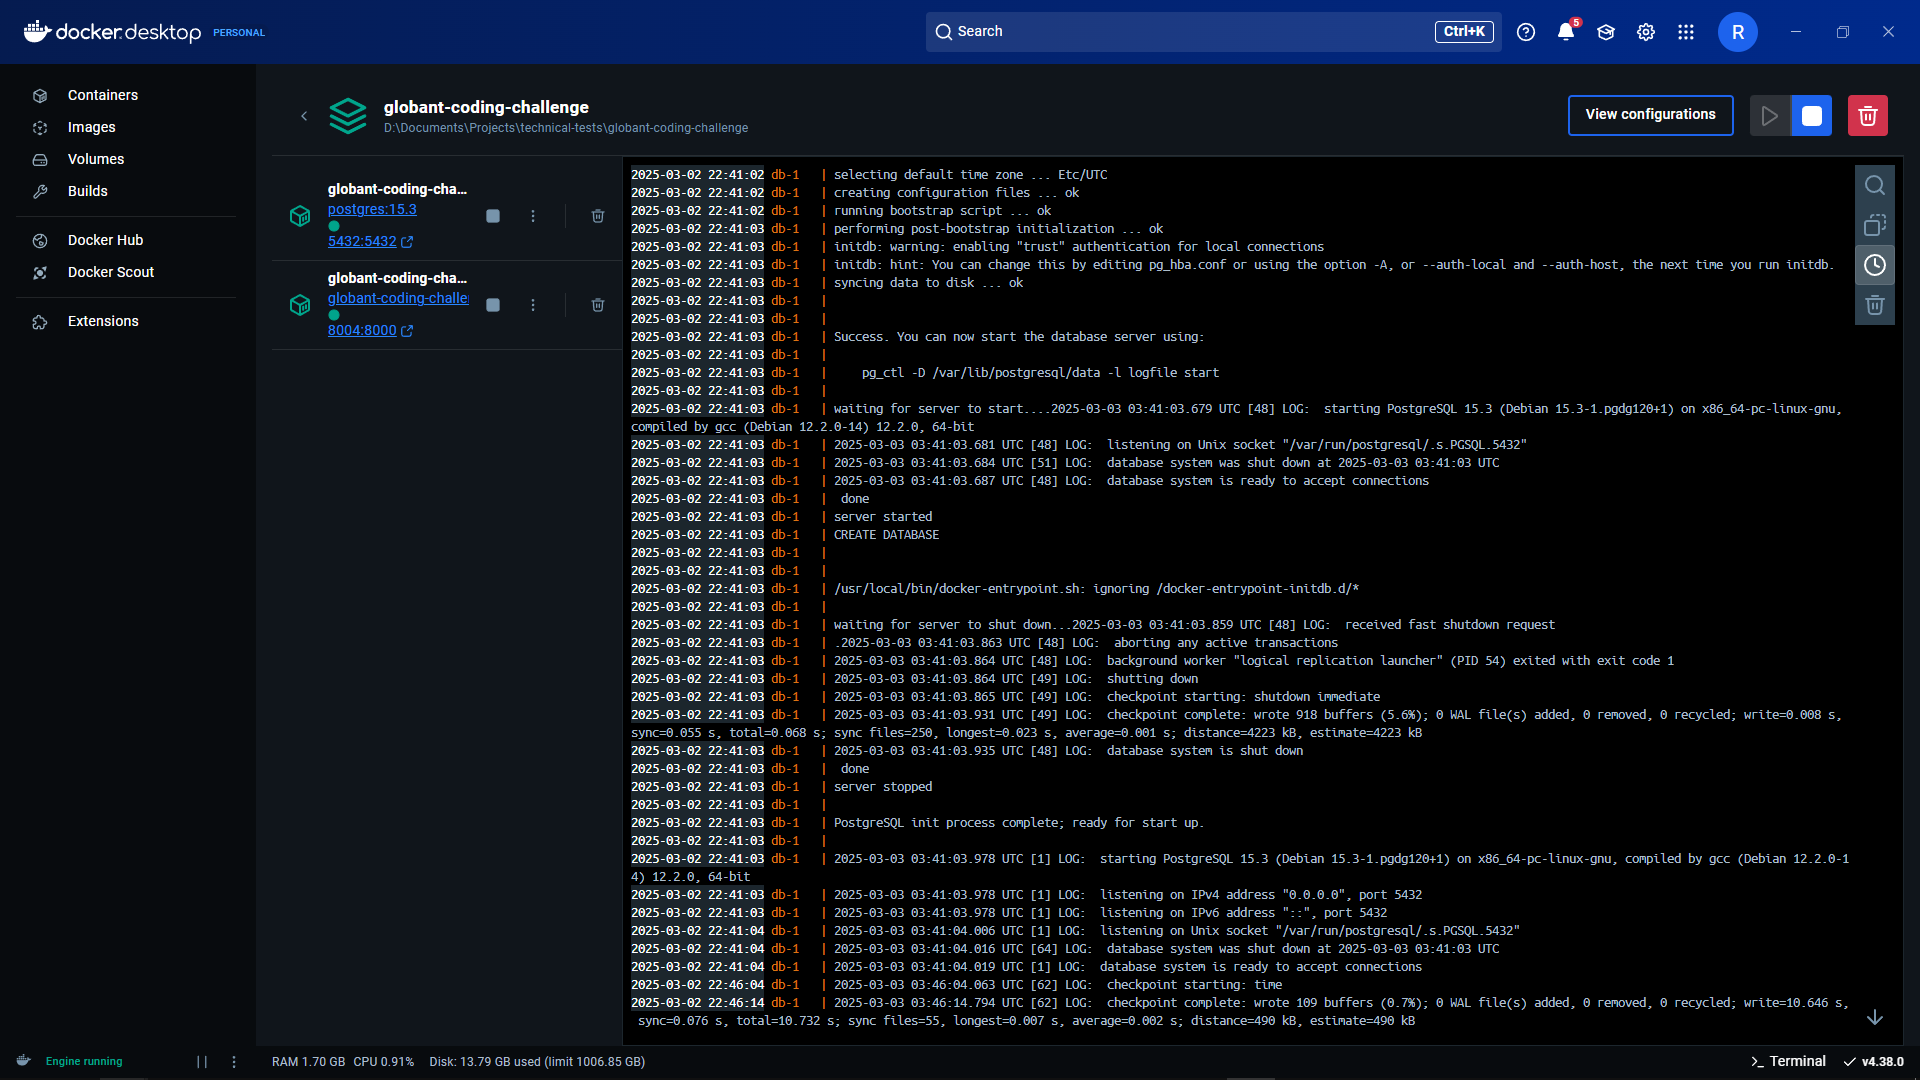 docker.desktop PERSONAL
Search
Ctrl+K
5
R
Containers
Images
Volumes
Builds
Docker Hub
Docker Scout
Extensions
globant-coding-challenge
D:\Documents\Projects\technical-tests\globant-coding-challenge
View configurations
globant-coding-cha...
postgres:15.3
5432:5432
globant-coding-cha...
globant-coding-challe
8004:8000
2025-03-02 22:41:02 db-1 | selecting default time zone ... Etc/UTC
2025-03-02 22:41:02 db-1 | creating configuration files ... ok
2025-03-02 22:41:02 db-1 | running bootstrap script ... ok
2025-03-02 22:41:03 db-1 | performing post-bootstrap initialization ... ok
2025-03-02 22:41:03 db-1 | initdb: warning: enabling "trust" authentication for local connections
2025-03-02 22:41:03 db-1 | initdb: hint: You can change this by editing pg_hba.conf or using the option -A, or --auth-local and --auth-host, the next time you run initdb.
2025-03-02 22:41:03 db-1 | syncing data to disk ... ok
2025-03-02 22:41:03 db-1 |
2025-03-02 22:41:03 db-1 |
2025-03-02 22:41:03 db-1 | Success. You can now start the database server using:
2025-03-02 22:41:03 db-1 |
2025-03-02 22:41:03 db-1 |     pg_ctl -D /var/lib/postgresql/data -l logfile start
2025-03-02 22:41:03 db-1 |
2025-03-02 22:41:03 db-1 | waiting for server to start....2025-03-03 03:41:03.679 UTC [48] LOG:  starting PostgreSQL 15.3 (Debian 15.3-1.pgdg120+1) on x86_64-pc-linux-gnu,
compiled by gcc (Debian 12.2.0-14) 12.2.0, 64-bit
2025-03-02 22:41:03 db-1 | 2025-03-03 03:41:03.681 UTC [48] LOG:  listening on Unix socket "/var/run/postgresql/.s.PGSQL.5432"
2025-03-02 22:41:03 db-1 | 2025-03-03 03:41:03.684 UTC [51] LOG:  database system was shut down at 2025-03-03 03:41:03 UTC
2025-03-02 22:41:03 db-1 | 2025-03-03 03:41:03.687 UTC [48] LOG:  database system is ready to accept connections
2025-03-02 22:41:03 db-1 |  done
2025-03-02 22:41:03 db-1 | server started
2025-03-02 22:41:03 db-1 | CREATE DATABASE
2025-03-02 22:41:03 db-1 |
2025-03-02 22:41:03 db-1 |
2025-03-02 22:41:03 db-1 | /usr/local/bin/docker-entrypoint.sh: ignoring /docker-entrypoint-initdb.d/*
2025-03-02 22:41:03 db-1 |
2025-03-02 22:41:03 db-1 | waiting for server to shut down...2025-03-03 03:41:03.859 UTC [48] LOG:  received fast shutdown request
2025-03-02 22:41:03 db-1 | .2025-03-03 03:41:03.863 UTC [48] LOG:  aborting any active transactions
2025-03-02 22:41:03 db-1 | 2025-03-03 03:41:03.864 UTC [48] LOG:  background worker "logical replication launcher" (PID 54) exited with exit code 1
2025-03-02 22:41:03 db-1 | 2025-03-03 03:41:03.864 UTC [49] LOG:  shutting down
2025-03-02 22:41:03 db-1 | 2025-03-03 03:41:03.865 UTC [49] LOG:  checkpoint starting: shutdown immediate
2025-03-02 22:41:03 db-1 | 2025-03-03 03:41:03.931 UTC [49] LOG:  checkpoint complete: wrote 918 buffers (5.6%); 0 WAL file(s) added, 0 removed, 0 recycled; write=0.008 s,
sync=0.055 s, total=0.068 s; sync files=250, longest=0.023 s, average=0.001 s; distance=4223 kB, estimate=4223 kB
2025-03-02 22:41:03 db-1 | 2025-03-03 03:41:03.935 UTC [48] LOG:  database system is shut down
2025-03-02 22:41:03 db-1 |  done
2025-03-02 22:41:03 db-1 | server stopped
2025-03-02 22:41:03 db-1 |
2025-03-02 22:41:03 db-1 | PostgreSQL init process complete; ready for start up.
2025-03-02 22:41:03 db-1 |
2025-03-02 22:41:03 db-1 | 2025-03-03 03:41:03.978 UTC [1] LOG:  starting PostgreSQL 15.3 (Debian 15.3-1.pgdg120+1) on x86_64-pc-linux-gnu, compiled by gcc (Debian 12.2.0-1
4) 12.2.0, 64-bit
2025-03-02 22:41:03 db-1 | 2025-03-03 03:41:03.978 UTC [1] LOG:  listening on IPv4 address "0.0.0.0", port 5432
2025-03-02 22:41:03 db-1 | 2025-03-03 03:41:03.978 UTC [1] LOG:  listening on IPv6 address "::", port 5432
2025-03-02 22:41:04 db-1 | 2025-03-03 03:41:04.006 UTC [1] LOG:  listening on Unix socket "/var/run/postgresql/.s.PGSQL.5432"
2025-03-02 22:41:04 db-1 | 2025-03-03 03:41:04.016 UTC [64] LOG:  database system was shut down at 2025-03-03 03:41:03 UTC
2025-03-02 22:41:04 db-1 | 2025-03-03 03:41:04.019 UTC [1] LOG:  database system is ready to accept connections
2025-03-02 22:46:04 db-1 | 2025-03-03 03:46:04.063 UTC [62] LOG:  checkpoint starting: time
2025-03-02 22:46:14 db-1 | 2025-03-03 03:46:14.794 UTC [62] LOG:  checkpoint complete: wrote 109 buffers (0.7%); 0 WAL file(s) added, 0 removed, 0 recycled; write=10.646 s,
sync=0.076 s, total=10.732 s; sync files=55, longest=0.007 s, average=0.002 s; distance=490 kB, estimate=490 kB
Engine running
RAM 1.70 GB CPU 0.91% Disk: 13.79 GB used (limit 1006.85 GB)
>_ Terminal
v4.38.0